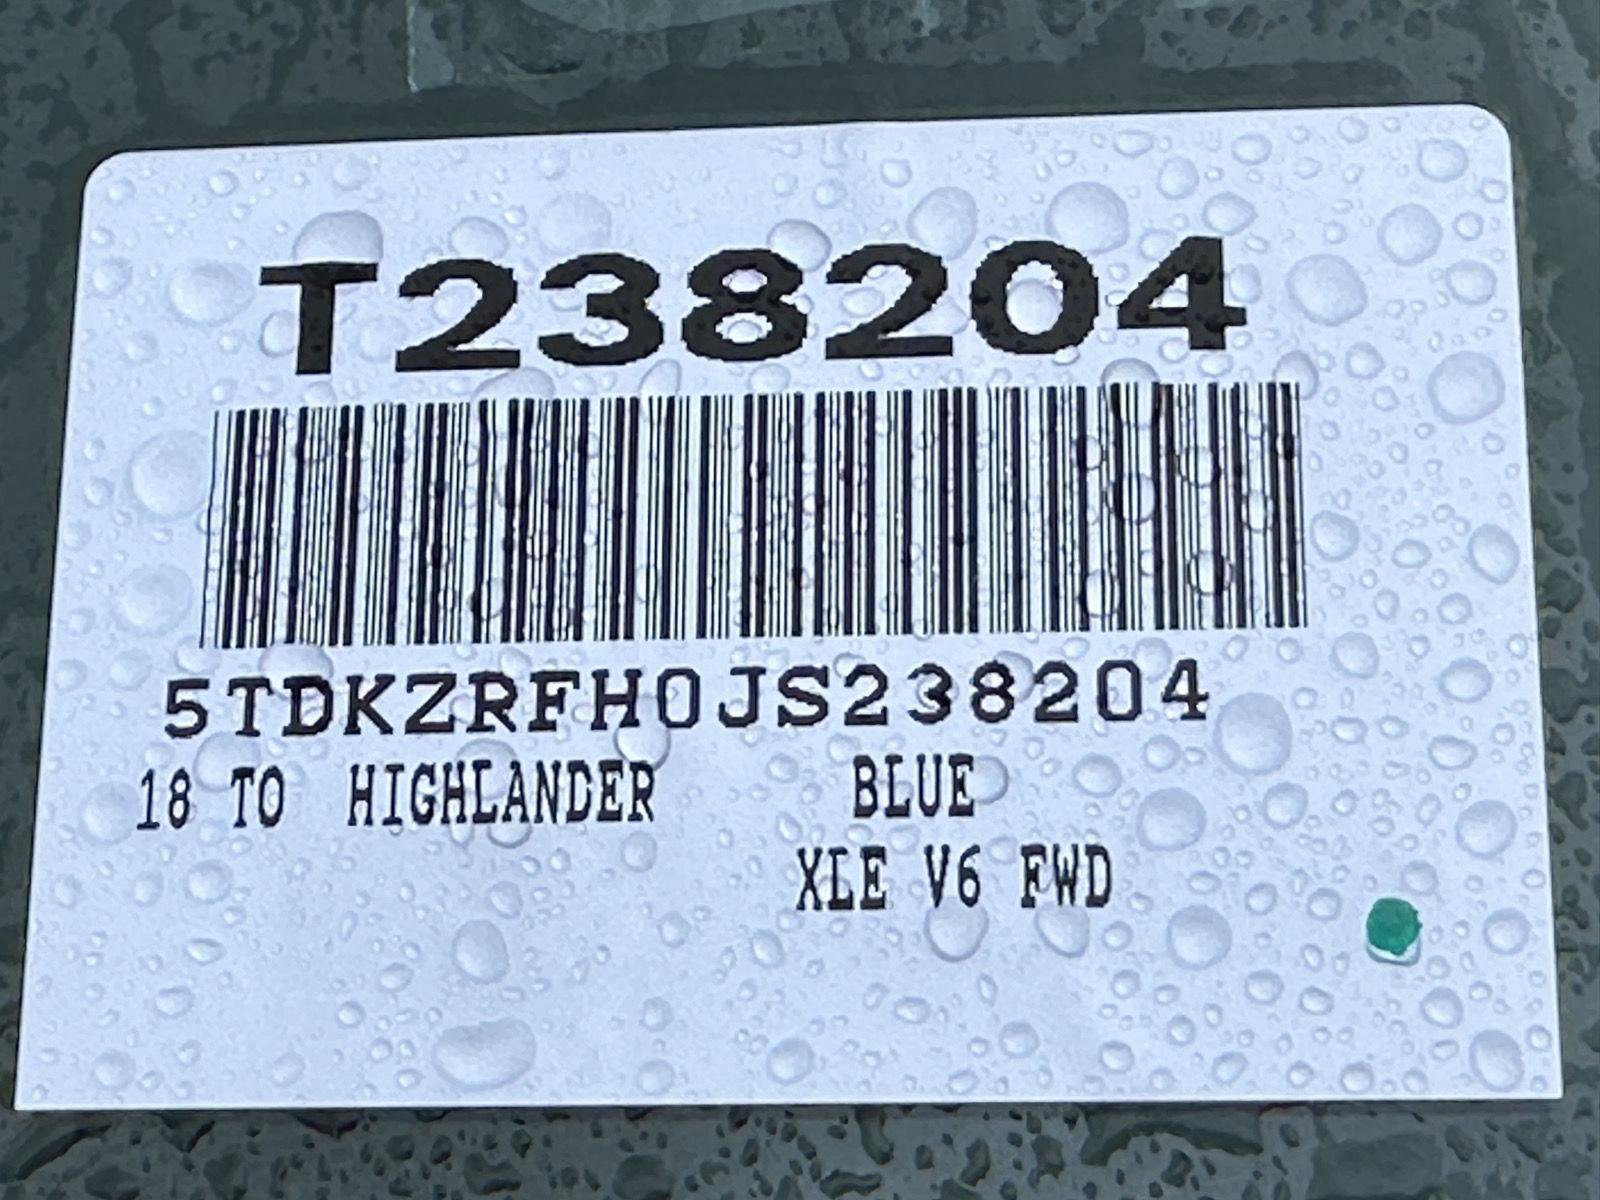 T238204
5TDKZRFH0JS238204
18 TO HIGHLANDER BLUE
XLE V6 FWD